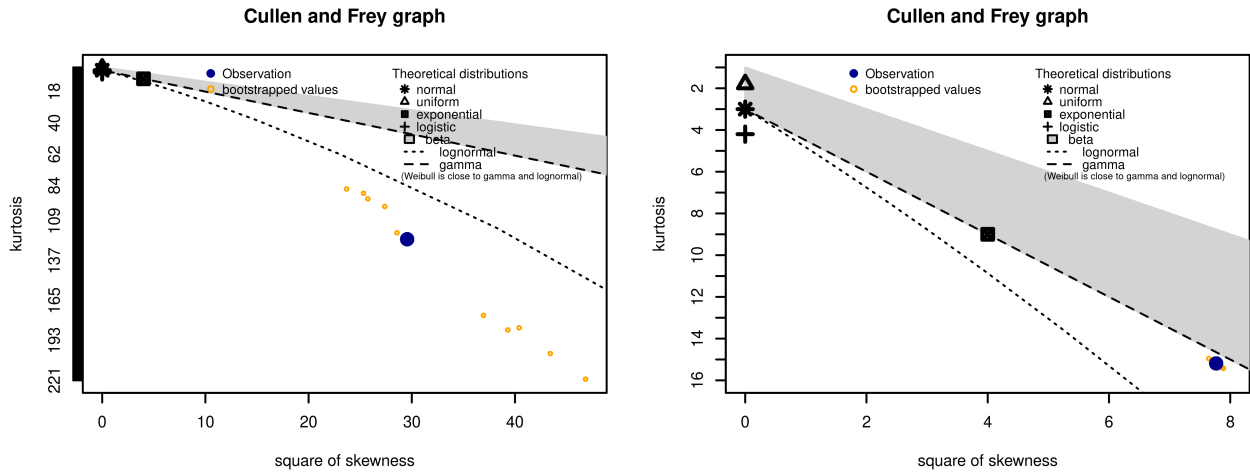 Cullen and Frey graph
kurtosis
18
40
62
84
109
137
165
193
221
Observation
bootstrapped values
Theoretical distributions
normal
uniform
exponential
logistic
beta
lognormal
gamma
(Weibull is close to gamma and lognormal)
0 10 20 30 40
square of skewness
Cullen and Frey graph
kurtosis
2
4
6
8
10
12
14
16
Observation
bootstrapped values
Theoretical distributions
normal
uniform
exponential
logistic
beta
lognormal
gamma
(Weibull is close to gamma and lognormal)
0 2 4 6 8
square of skewness